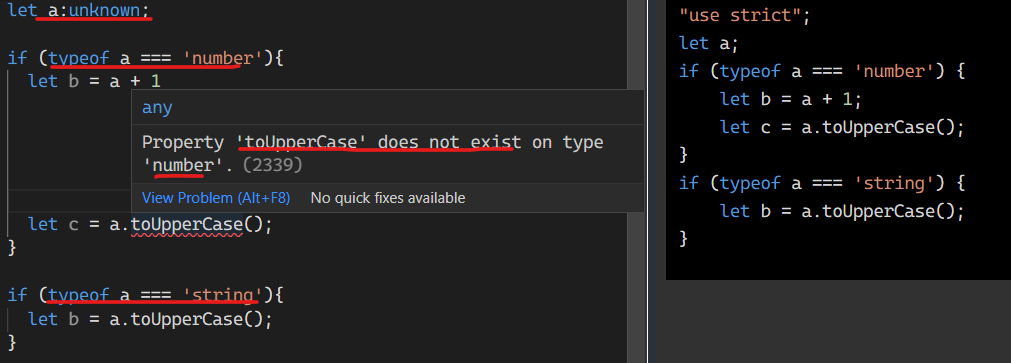 let a:unknown;
if (typeof a === 'number'){
let b = a + 1
any
Property 'toUpperCase' does not exist on type
'number'. (2339)
View Problem (Alt+F8) No quick fixes available
let c = a.toUpperCase();
}
if (typeof a === 'string'){
let b = a.toUpperCase();
}
"use strict";
let a;
if (typeof a === 'number') {
let b = a + 1;
let c = a.toUpperCase();
}
if (typeof a === 'string') {
let b = a.toUpperCase();
}